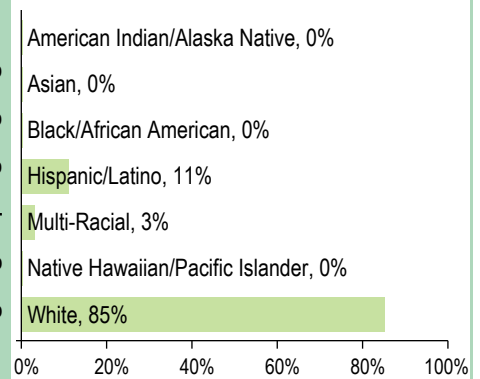 American Indian/Alaska Native, 0%
Asian, 0%
Black/African American, 0%
Hispanic/Latino, 11%
Multi-Racial, 3%
Native Hawaiian/Pacific Islander, 0%
White, 85%
0% 20% 40% 60% 80% 100%